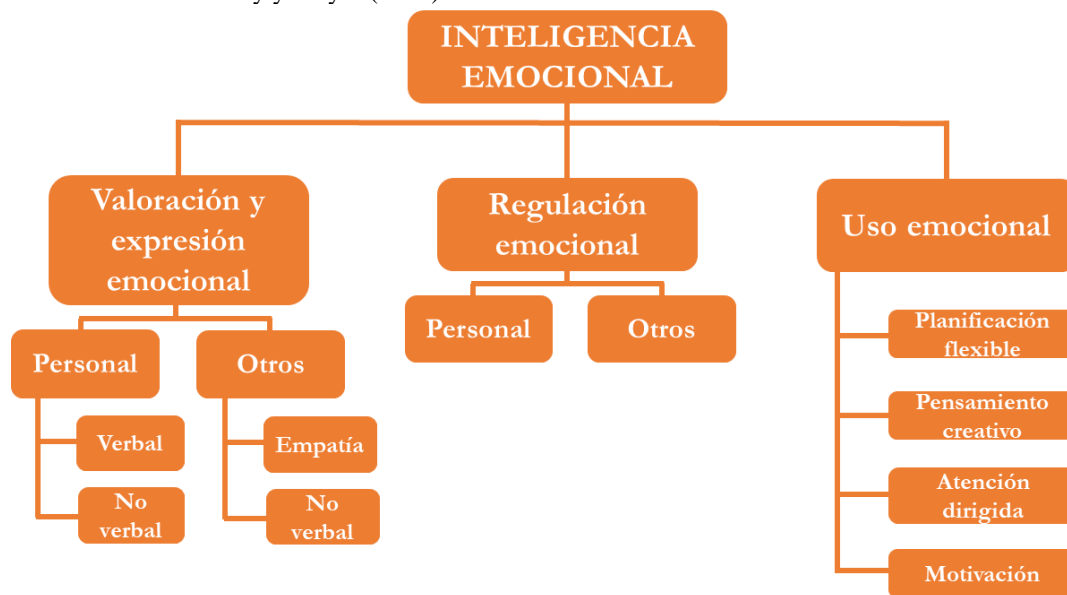 INTELIGENCIA
EMOCIONAL
Valoración y
expresión
emocional
Personal
Verbal
No
verbal
Otros
Empatía
No
verbal
Regulación
emocional
Personal
Otros
Uso emocional
Planificación
flexible
Pensamiento
creativo
Atención
dirigida
Motivación